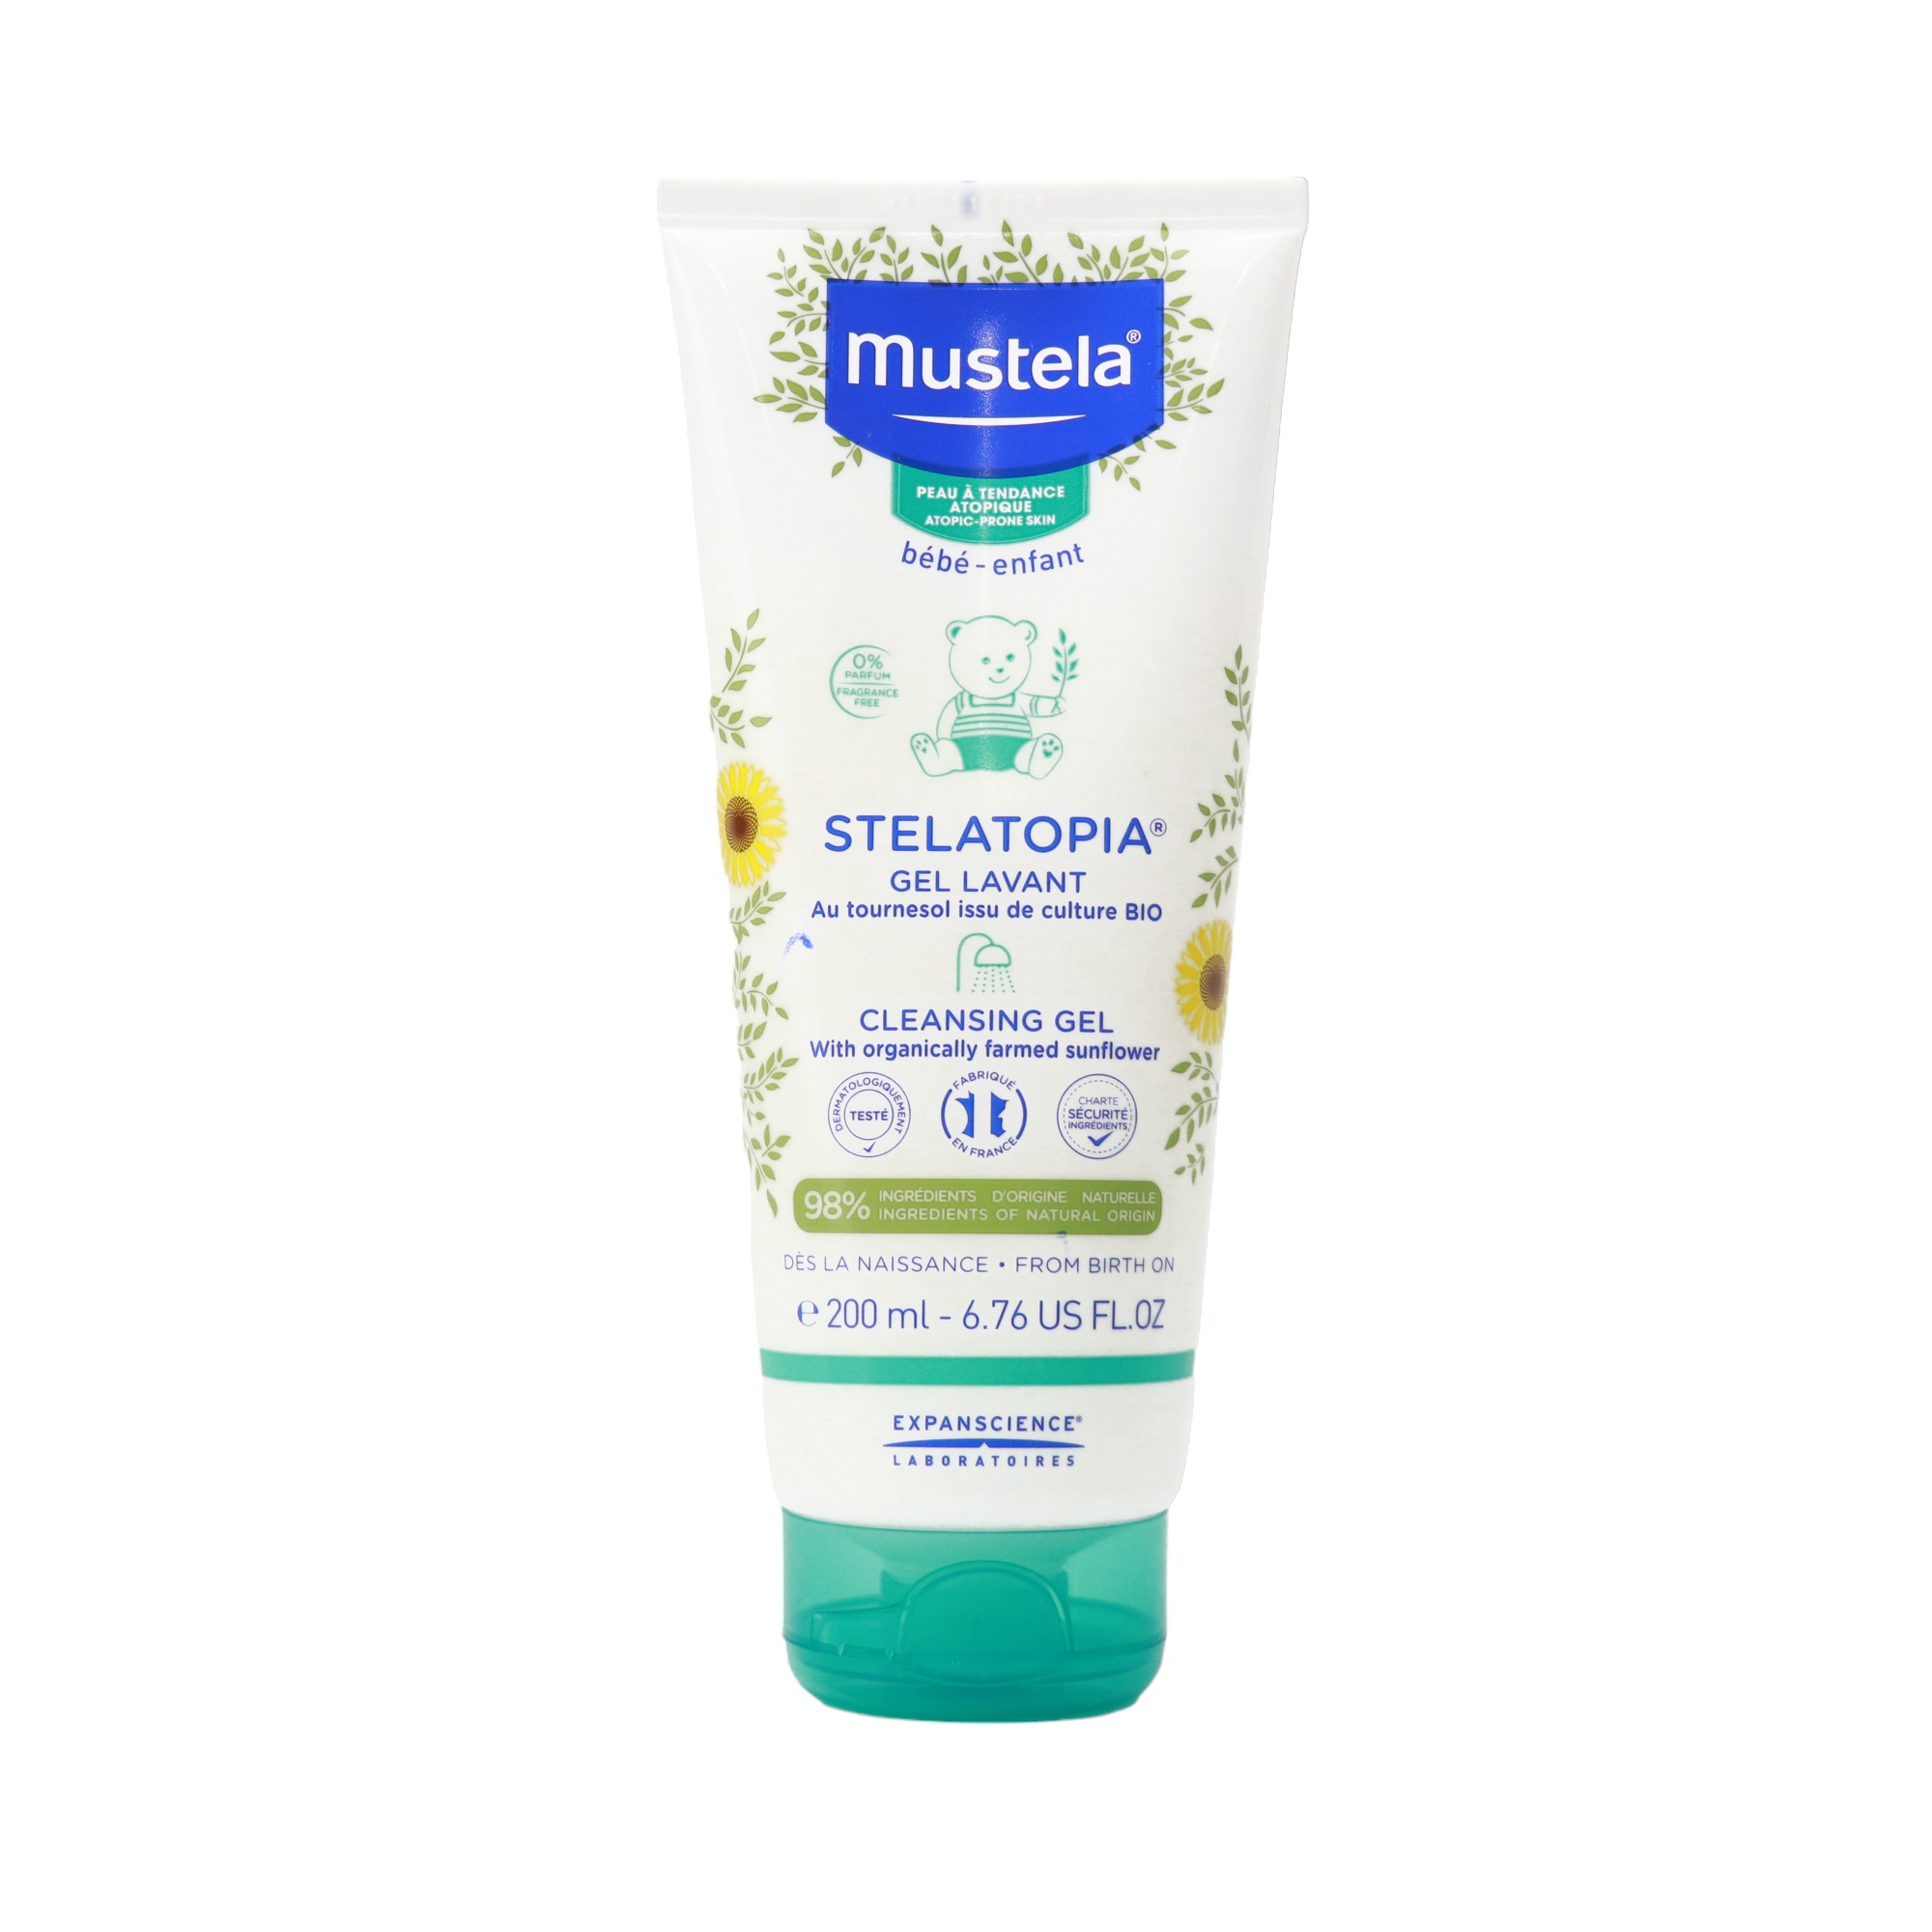 mustela®
PEAU À TENDANCE
ATOPIQUE
ATOPIC-PRONE SKIN
bébé - enfant
0%
PARFUM
FRAGRANCE
FREE
STELATOPIA®
GEL LAVANT
Au tournesol issu de culture BIO
CLEANSING GEL
With organically farmed sunflower
DERMATOLOGIQUEMENT
TESTÉ
FABRIQUÉ
EN FRANCE
CHARTE
SÉCURITÉ
INGRÉDIENTS
98% INGRÉDIENTS D'ORIGINE NATURELLE
INGREDIENTS OF NATURAL ORIGIN
DÈS LA NAISSANCE • FROM BIRTH ON
℮ 200 ml - 6.76 US FL.OZ
EXPANSCIENCE®
LABORATOIRES